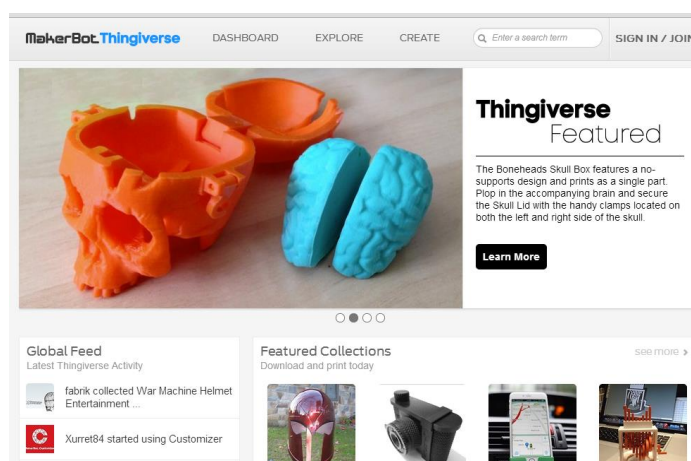 MakerBot Thingiverse
DASHBOARD
EXPLORE
CREATE
Enter a search term
SIGN IN / JOIN
Thingiverse
Featured
The Boneheads Skull Box features a no-
supports design and prints as a single part.
Plop in the accompanying brain and secure
the Skull Lid with the handy clamps located on
both the left and right side of the skull.
Learn More
Global Feed
Latest Thingiverse Activity
fabrik collected War Machine Helmet
Entertainment ...
Xurret84 started using Customizer
Featured Collections
Download and print today
see more >